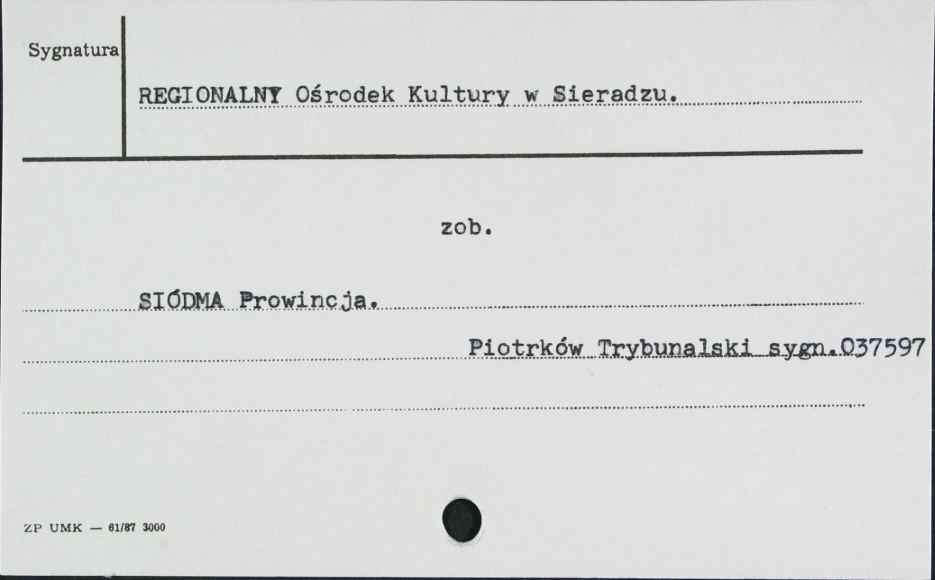 Sygnatura
REGIONALNY Ośrodek Kultury w Sieradzu.
zob.
SIÓDMA Prowincja.
Piotrków Trybunalski sygn.037597
ZP UMK — 61/87 3000